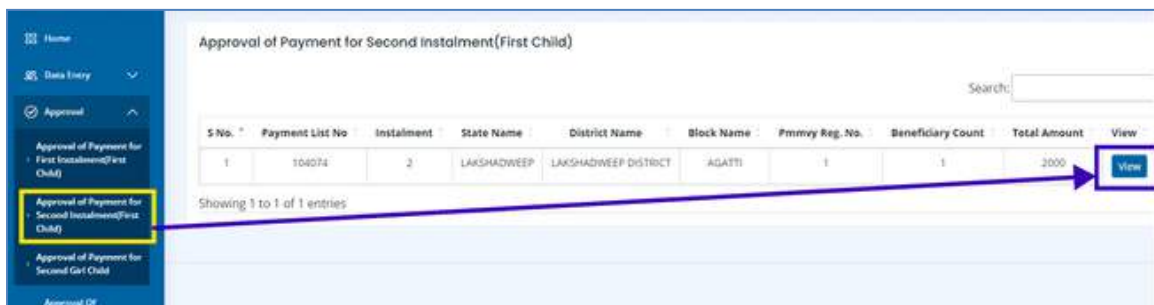 Home
Data Entry
Approval
Approval of Payment for
First Instalment(First
Child)
Approval of Payment for
Second Instalment(First
Child)
Approval of Payment for
Second Girl Child
Approval Of
Approval of Payment for Second Instalment(First Child)
Search:
S No. Payment List No Instalment State Name District Name Block Name Pmmvy Reg. No. Beneficiary Count Total Amount View
1 104074 2 LAKSHADWEEP LAKSHADWEEP DISTRICT AGATTI 1 1 2000 View
Showing 1 to 1 of 1 entries